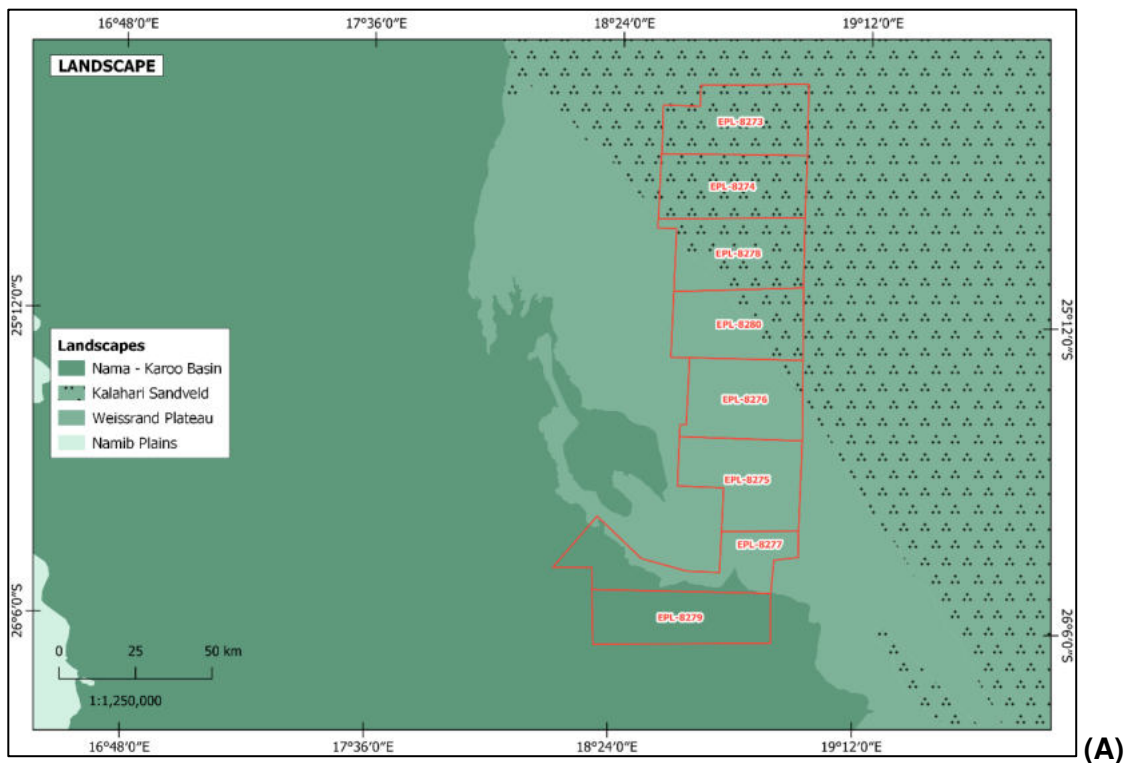 16°48′0″E
17°36′0″E
18°24′0″E
19°12′0″E
LANDSCAPE
EPL-8273
EPL-8274
EPL-8278
25°12′0″S
25°12′0″S
EPL-8280
Landscapes
Nama - Karoo Basin
Kalahari Sandveld
Weissrand Plateau
Namib Plains
EPL-8276
EPL-8275
EPL-8277
26°6′0″S
26°6′0″S
EPL-8279
0 25 50 km
1:1,250,000
16°48′0″E
17°36′0″E
18°24′0″E
19°12′0″E
(A)